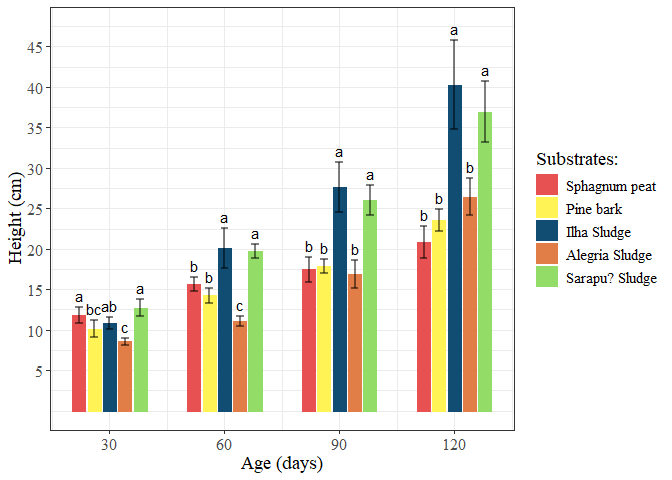 45
40
35
30
25
20
15
10
5
Height (cm)
a
bc
ab
c
a
b
b
a
c
a
b
b
a
b
a
b
b
a
b
a
30
60
90
120
Age (days)
Substrates:
Sphagnum peat
Pine bark
Ilha Sludge
Alegria Sludge
Sarapu? Sludge